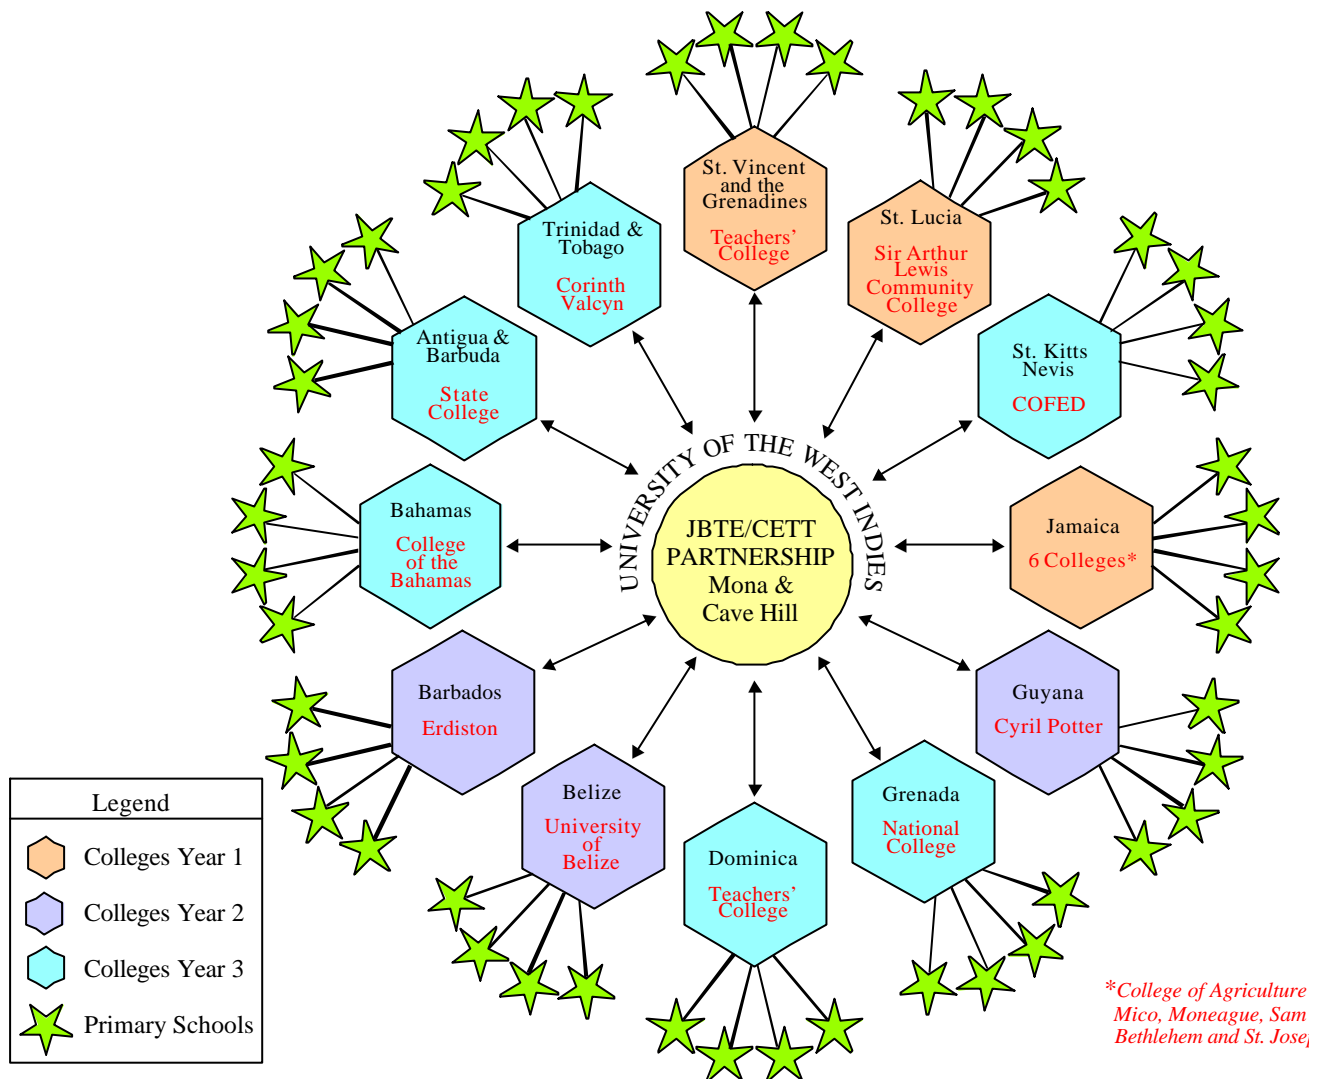 St. Vincent
and the
Grenadines
Teachers’
College
St. Lucia
Sir Arthur
Lewis
Community
College
Trinidad &
Tobago
Corinth
Valcyn
Antigua &
Barbuda
State
College
St. Kitts
Nevis
COFED
UNIVERSITY OF THE WEST INDIES
Bahamas
College
of the
Bahamas
JBTE/CETT
PARTNERSHIP
Mona &
Cave Hill
Jamaica
6 Colleges*
Barbados
Erdiston
Guyana
Cyril Potter
Belize
University
of
Belize
Grenada
National
College
Dominica
Teachers’
College
Legend
Colleges Year 1
Colleges Year 2
Colleges Year 3
Primary Schools
*College of Agriculture
Mico, Moneague, Sam
Bethlehem and St. Jose